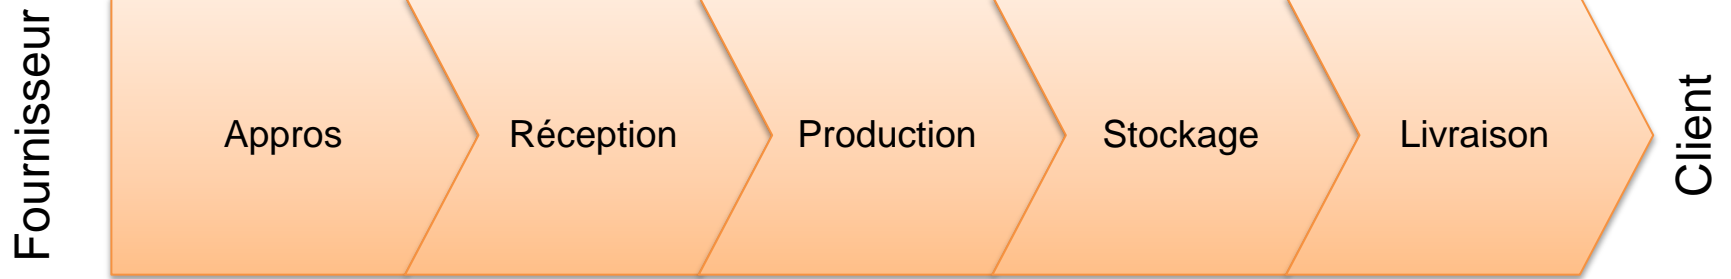 Fournisseur
Appros
Réception
Production
Stockage
Livraison
Client